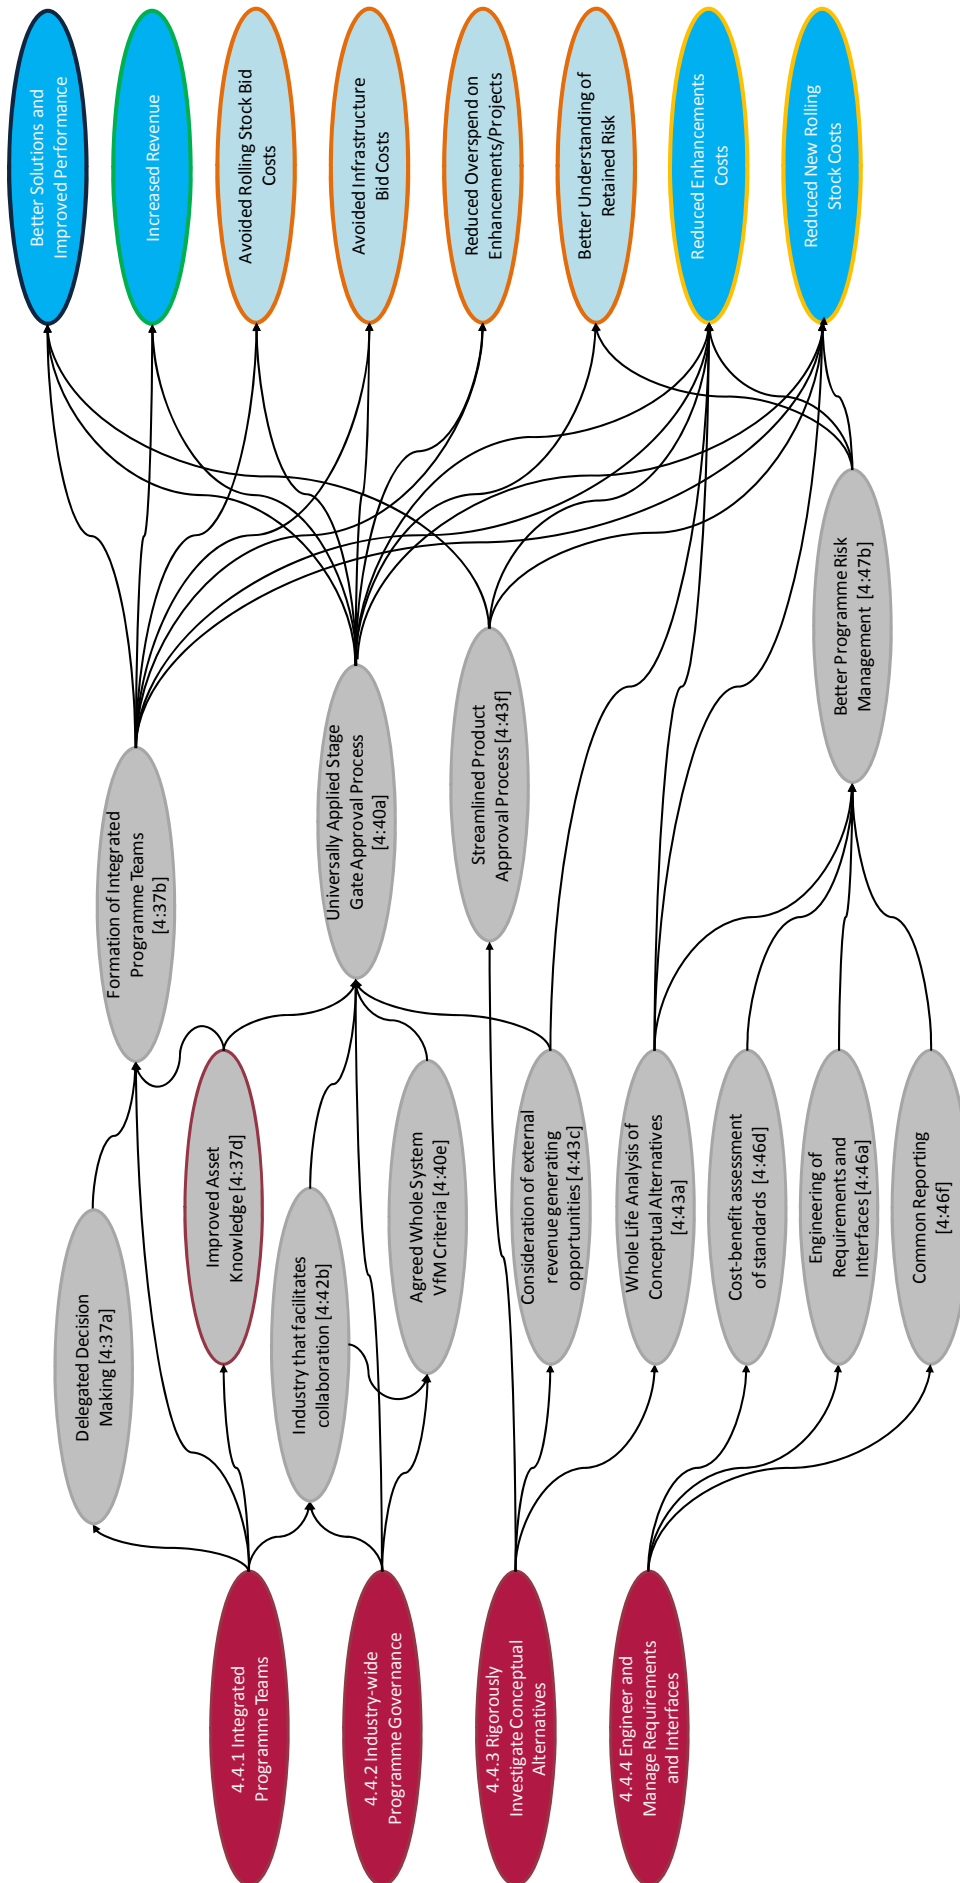 4.4.1 Integrated
Programme Teams
4.4.2 Industry-wide
Programme Governance
4.4.3 Rigorously
Investigate Conceptual
Alternatives
4.4.4 Engineer and
Manage Requirements
and Interfaces
Delegated Decision
Making [4:37a]
Improved Asset
Knowledge [4:37d]
Industry that facilitates
collaboration [4:42b]
Agreed Whole System
VfM Criteria [4:40e]
Consideration of external
revenue generating
opportunities [4:43c]
Whole Life Analysis of
Conceptual Alternatives
[4:43a]
Cost-benefit assessment
of standards [4:46d]
Engineering of
Requirements and
Interfaces [4:46a]
Common Reporting
[4:46f]
Formation of Integrated
Programme Teams
[4:37b]
Universally Applied Stage
Gate Approval Process
[4:40a]
Streamlined Product
Approval Process [4:43f]
Better Programme Risk
Management [4:47b]
Better Solutions and
Improved Performance
Increased Revenue
Avoided Rolling Stock Bid
Costs
Avoided Infrastructure
Bid Costs
Reduced Overspend on
Enhancements/Projects
Better Understanding of
Retained Risk
Reduced Enhancements
Costs
Reduced New Rolling
Stock Costs